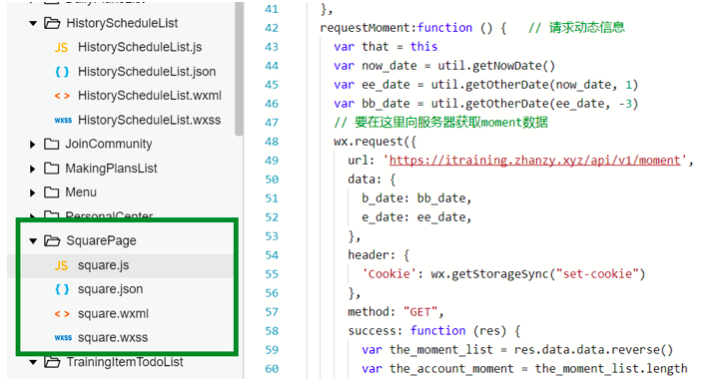 HistoryScheduleList
JS HistoryScheduleList.js
{ } HistoryScheduleList.json
< > HistoryScheduleList.wxml
wxss HistoryScheduleList.wxss
JoinCommunity
MakingPlansList
Menu
PersonalCenter
SquarePage
JS square.js
{ } square.json
< > square.wxml
wxss square.wxss
TrainingItemTodoList
41 },
42 requestMoment:function () { // 请求动态信息
43 var that = this
44 var now_date = util.getNowDate()
45 var ee_date = util.getOtherDate(now_date, 1)
46 var bb_date = util.getOtherDate(ee_date, -3)
47 // 要在这里向服务器获取moment数据
48 wx.request({
49 url: 'https://itraining.zhanzy.xyz/api/v1/moment',
50 data: {
51 b_date: bb_date,
52 e_date: ee_date,
53 },
54 header: {
55 'Cookie': wx.getStorageSync("set-cookie")
56 },
57 method: "GET",
58 success: function (res) {
59 var the_moment_list = res.data.data.reverse()
60 var the_account_moment = the_moment_list.length